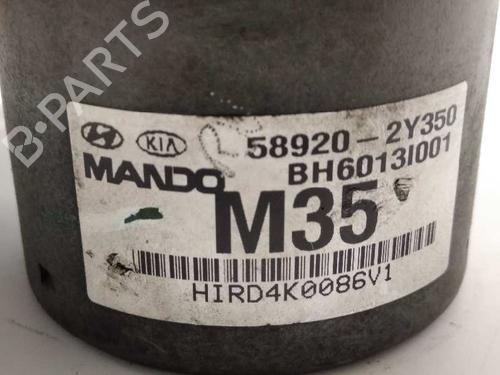 B-PARTS
KIA 58920-2Y350
MANDO BH6013I001
M35
HIRD4K0086V1